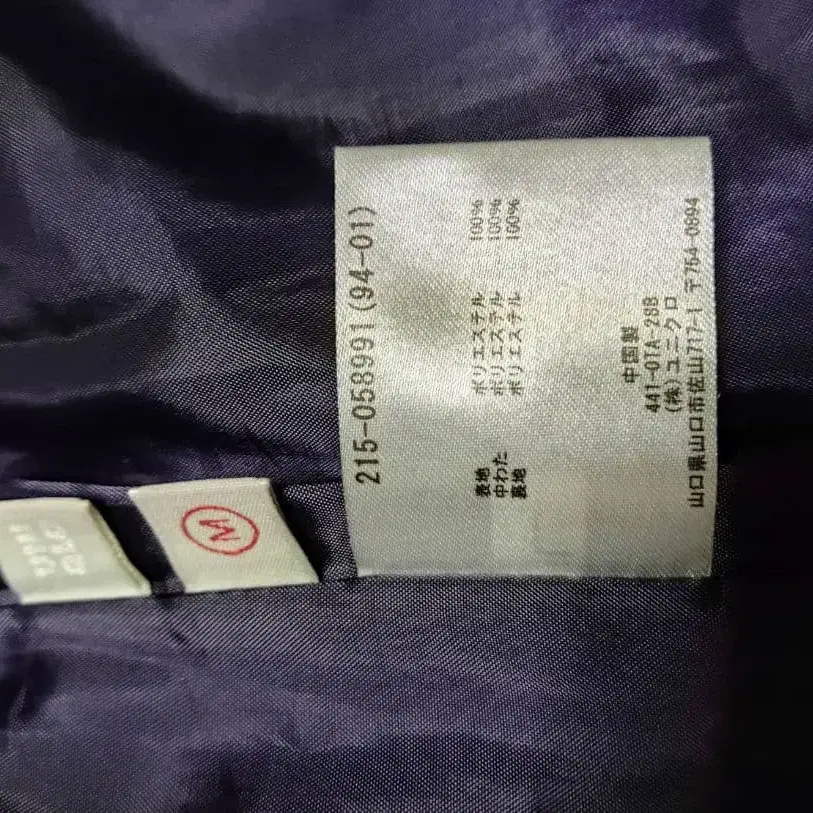 215-058991(94-01)
表地 ポリエステル 100%
中わた ポリエステル 100%
裏地 ポリエステル 100%
中国製
441-0TA-28B
(株)ユニクロ
山口県山口市佐山717-1 〒754-0894
M